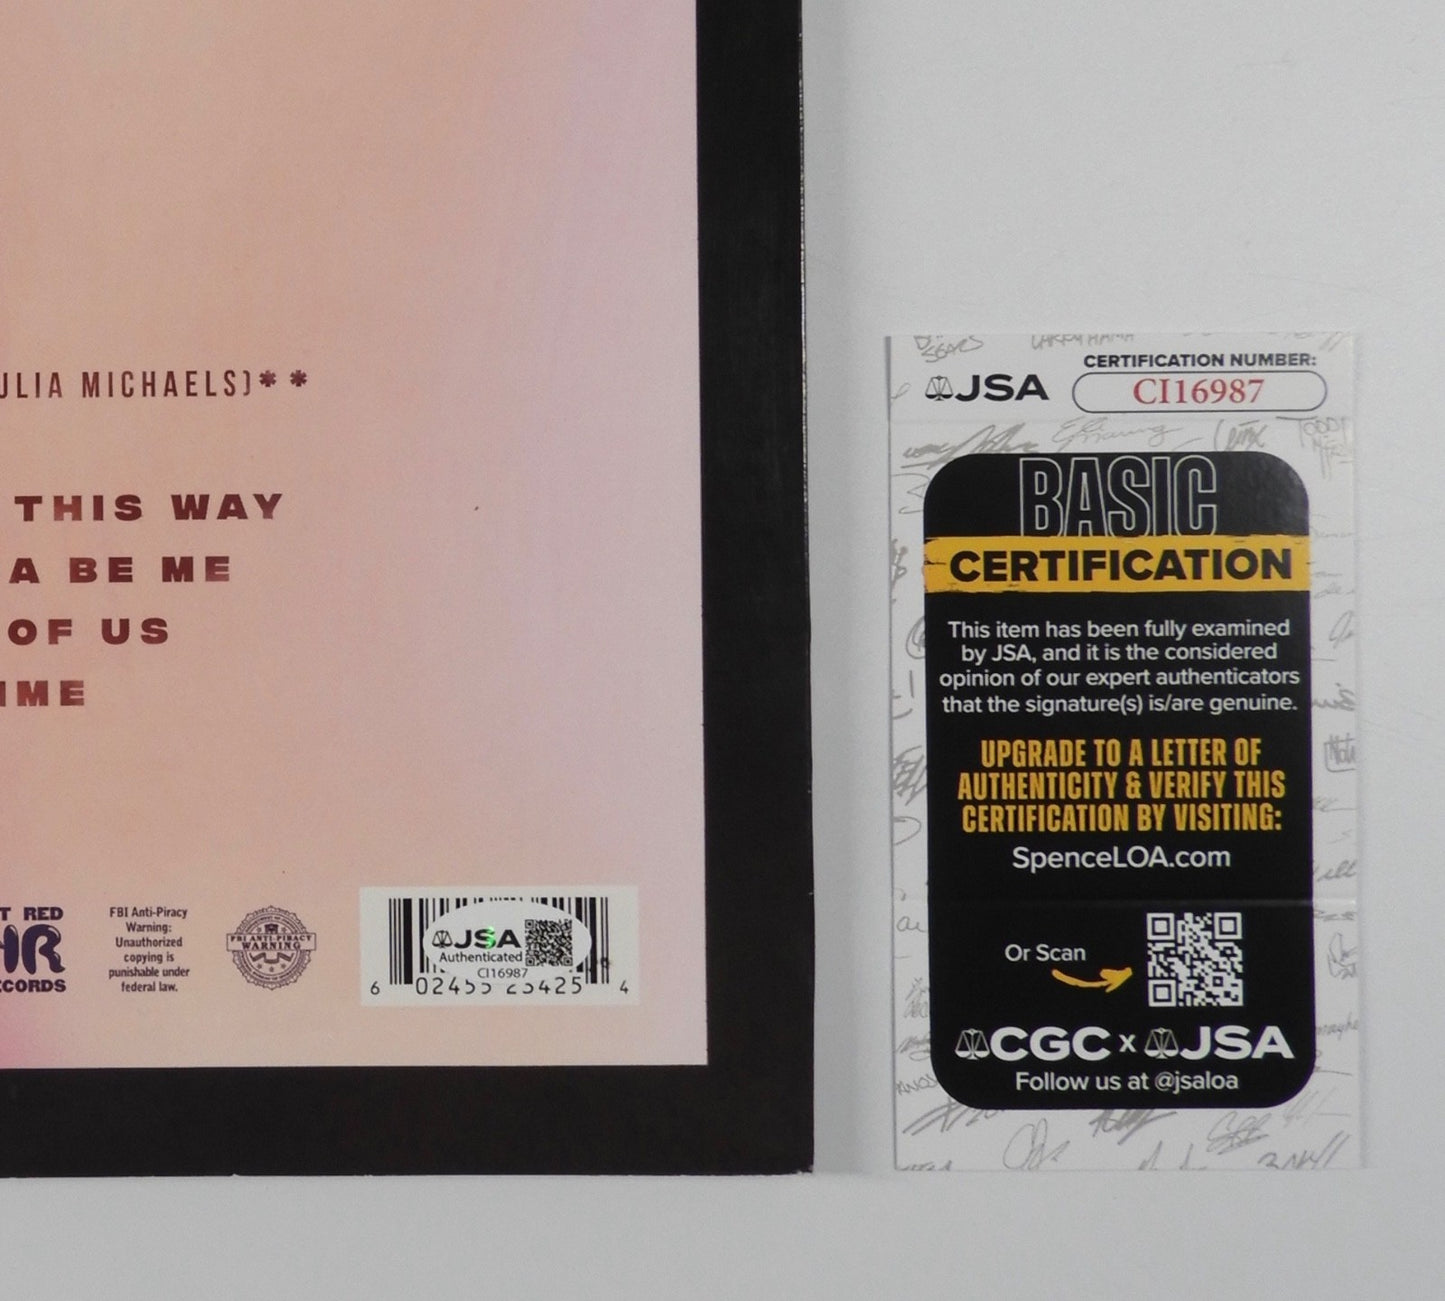 ULIA MICHAELS)**
THIS WAY
A BE ME
OF US
IME
T RED
HR
ECORDS
FBI Anti-Piracy
Warning:
Unauthorized
copying is
punishable under
federal law.
FBI ANTI-PIRACY
WARNING
JSA
Authenticated
CI16987
6 02455 25425 4
JSA
CERTIFICATION NUMBER:
CI16987
BASIC
CERTIFICATION
This item has been fully examined
by JSA, and it is the considered
opinion of our expert authenticators
that the signature(s) is/are genuine.
UPGRADE TO A LETTER OF
AUTHENTICITY & VERIFY THIS
CERTIFICATION BY VISITING:
SpenceLOA.com
Or Scan
CGC x JSA
Follow us at @jsaloa